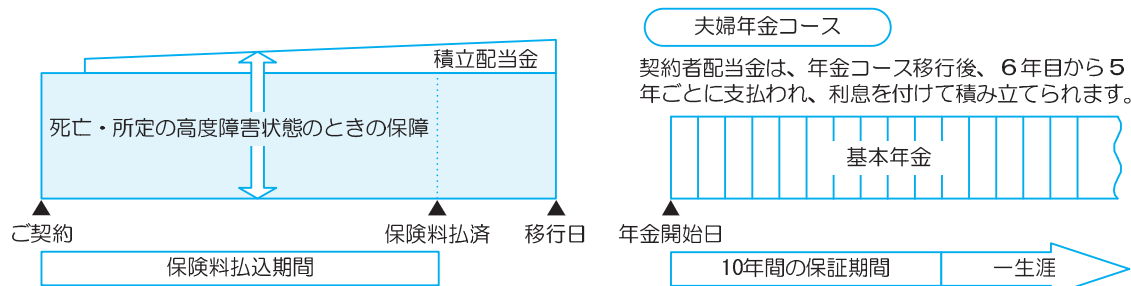 積立配当金
死亡・所定の高度障害状態のときの保障
ご契約
保険料払済
移行日
保険料払込期間
夫婦年金コース
契約者配当金は、年金コース移行後、6年目から5
年ごとに支払われ、利息を付けて積み立てられます。
基本年金
年金開始日
10年間の保証期間
一生涯